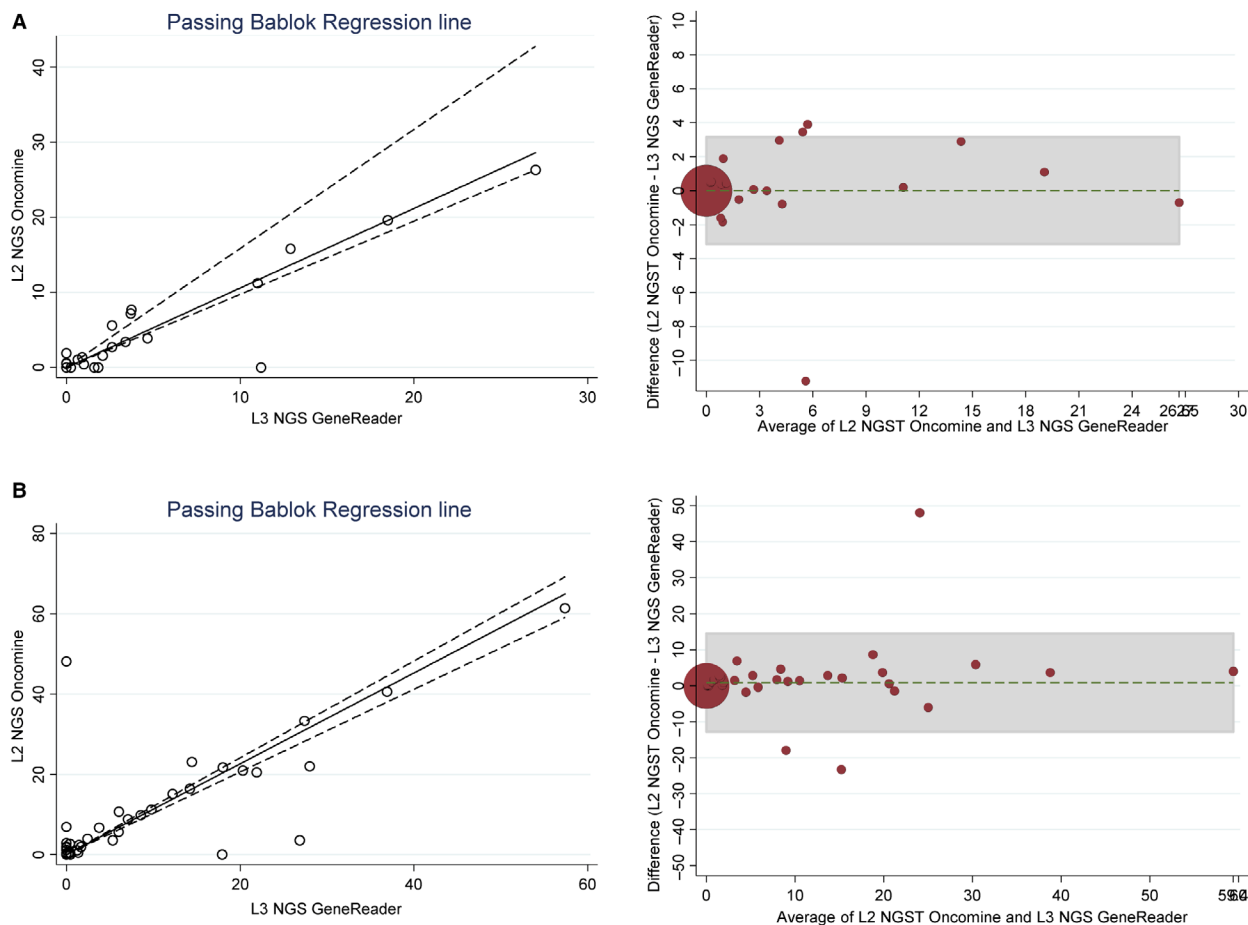 A
Passing Bablok Regression line
L2 NGS Oncomine
40
30
20
10
0
0 10 20 30
L3 NGS GeneReader
Difference (L2 NGST Oncomine - L3 NGS GeneReader)
10
8
6
4
2
0
-2
-4
-6
-8
-10
0 3 6 9 12 15 18 21 24 30
Average of L2 NGST Oncomine and L3 NGS GeneReader
B
Passing Bablok Regression line
L2 NGS Oncomine
80
60
40
20
0
0 20 40 60
L3 NGS GeneReader
Difference (L2 NGST Oncomine - L3 NGS GeneReader)
50
40
30
20
10
0
-10
-20
-30
-40
-50
0 10 20 30 40 50
Average of L2 NGST Oncomine and L3 NGS GeneReader